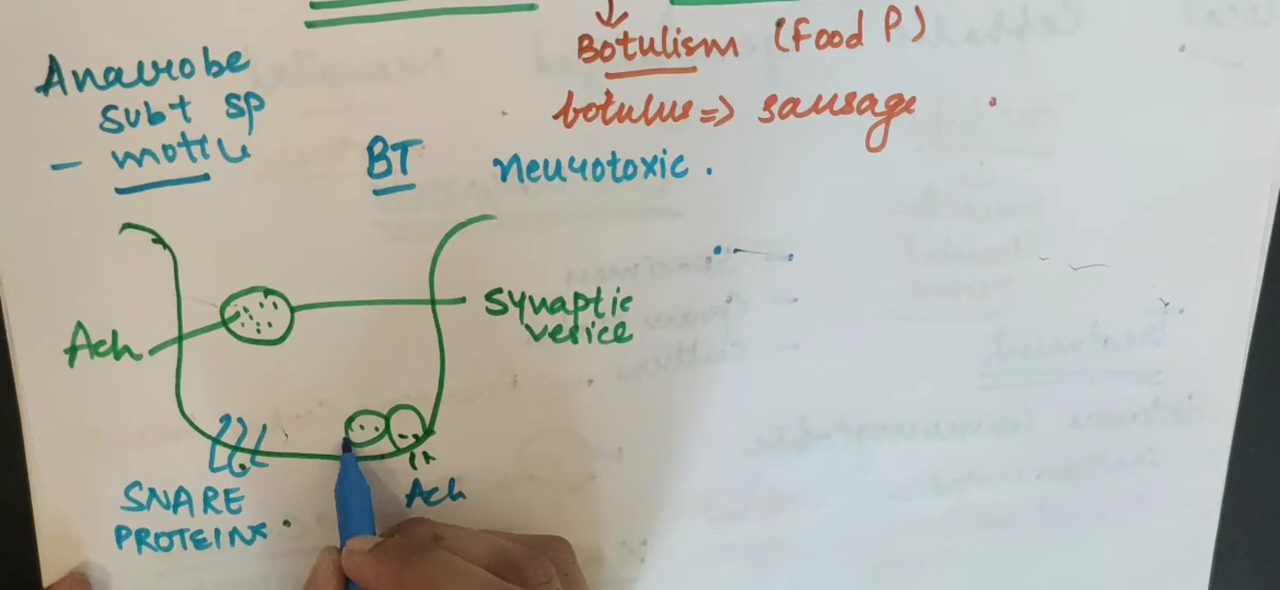 Botulism (Food P)
botulus => sausage
Anaerobe
subt sp
- motile
BT neurotoxic.
Ach
synaptic
vesice
SNARE
PROTEINS.
Ach